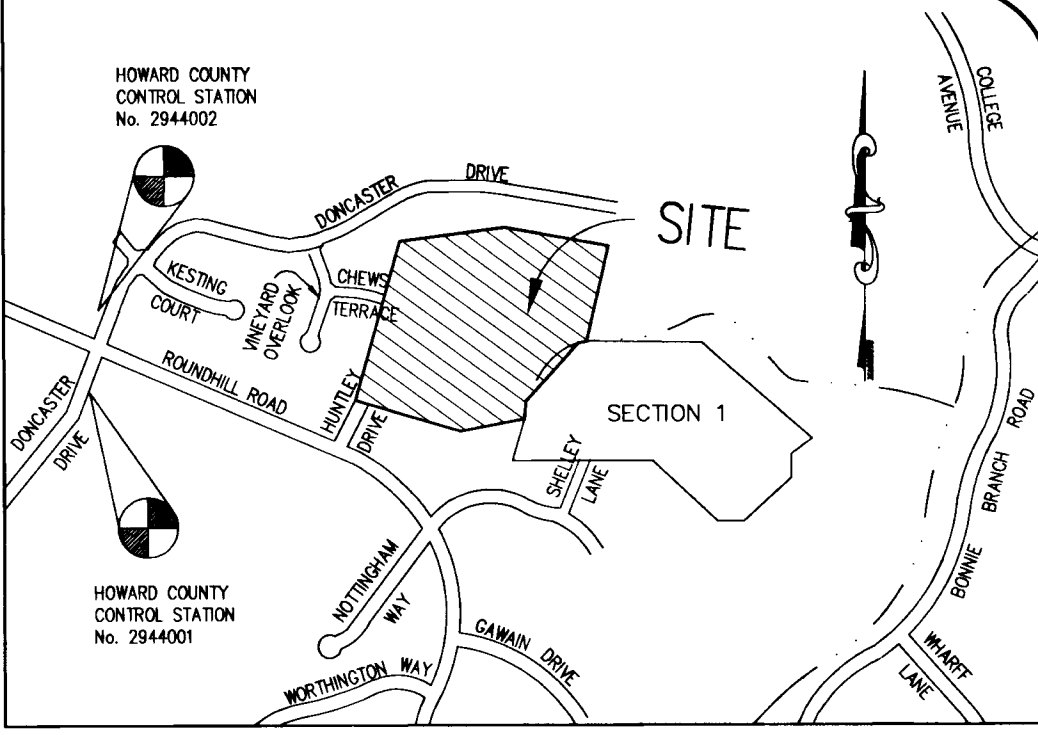 HOWARD COUNTY
CONTROL STATION
No. 2944002
COLLEGE
AVENUE
DONCASTER DRIVE
SITE
KESTING
COURT
CHEWS
TERRACE
VINEYARD
OVERLOOK
ROUNDHILL ROAD
HUNTLEY
DRIVE
DONCASTER
DRIVE
SECTION 1
SHELLEY
LANE
BONNIE BRANCH ROAD
NOTTINGHAM
WAY
HOWARD COUNTY
CONTROL STATION
No. 2944001
GAWAIN DRIVE
WORTHINGTON WAY
WHARFF
LANE